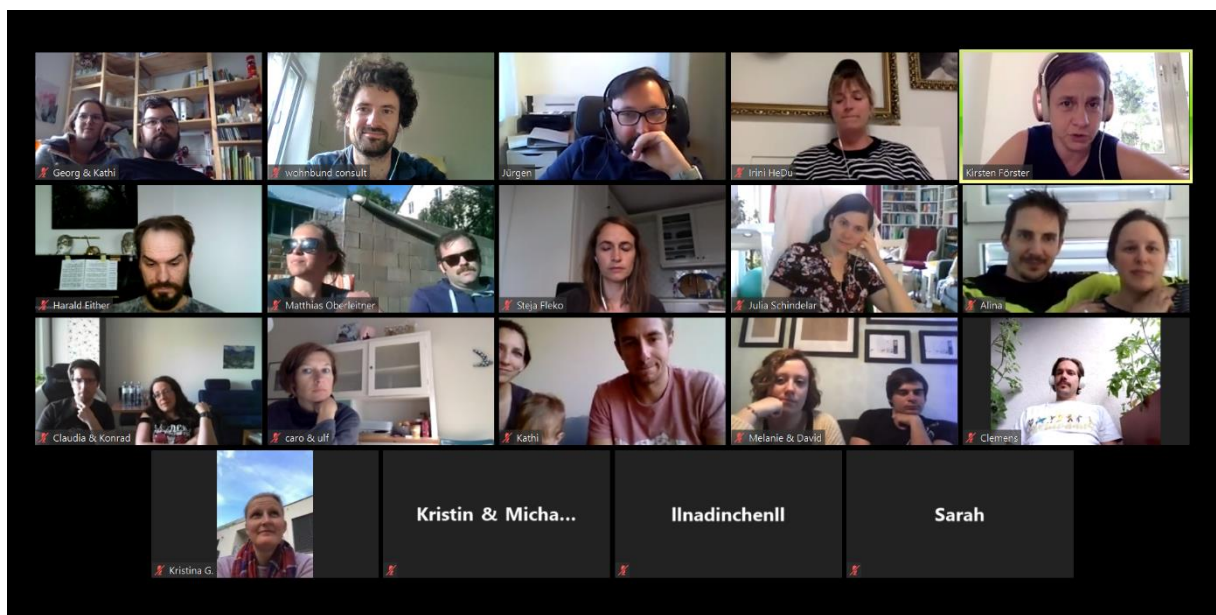 Georg & Kathi
wohnbund consult
Jürgen
Irini HeDu
Kirsten Förster
Harald Either
Matthias Oberleitner
Steja Fleko
Julia Schindelar
Alina
Claudia & Konrad
caro & ulf
Kathi
Melanie & David
Clemens
Kristina G.
Kristin & Micha...
llnadinchenll
Sarah